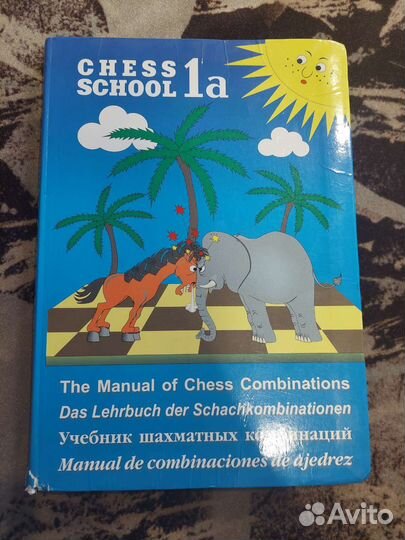 CHESS
SCHOOL 1a
The Manual of Chess Combinations
Das Lehrbuch der Schachkombinationen
Учебник шахматных комбинаций
Manual de combinaciones de ajedrez
Avito